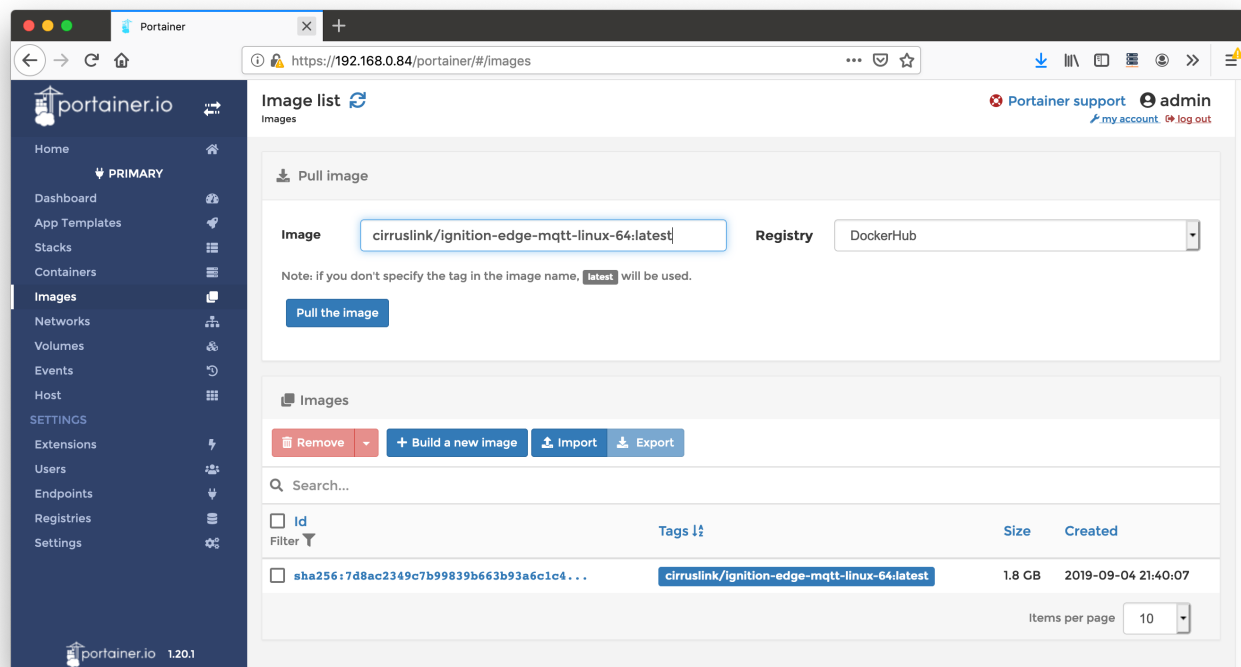 Portainer
https://192.168.0.84/portainer/#/images
portainer.io
Home
PRIMARY
Dashboard
App Templates
Stacks
Containers
Images
Networks
Volumes
Events
Host
SETTINGS
Extensions
Users
Endpoints
Registries
Settings
portainer.io 1.20.1
Image list
Images
Portainer support admin
my account log out
Pull image
Image cirruslink/ignition-edge-mqtt-linux-64:latest Registry DockerHub
Note: if you don't specify the tag in the image name, latest will be used.
Pull the image
Images
Remove + Build a new image Import Export
Search...
Id Tags Size Created
Filter
sha256:7d8ac2349c7b99839b663b93a6c1c4... cirruslink/ignition-edge-mqtt-linux-64:latest 1.8 GB 2019-09-04 21:40:07
Items per page 10